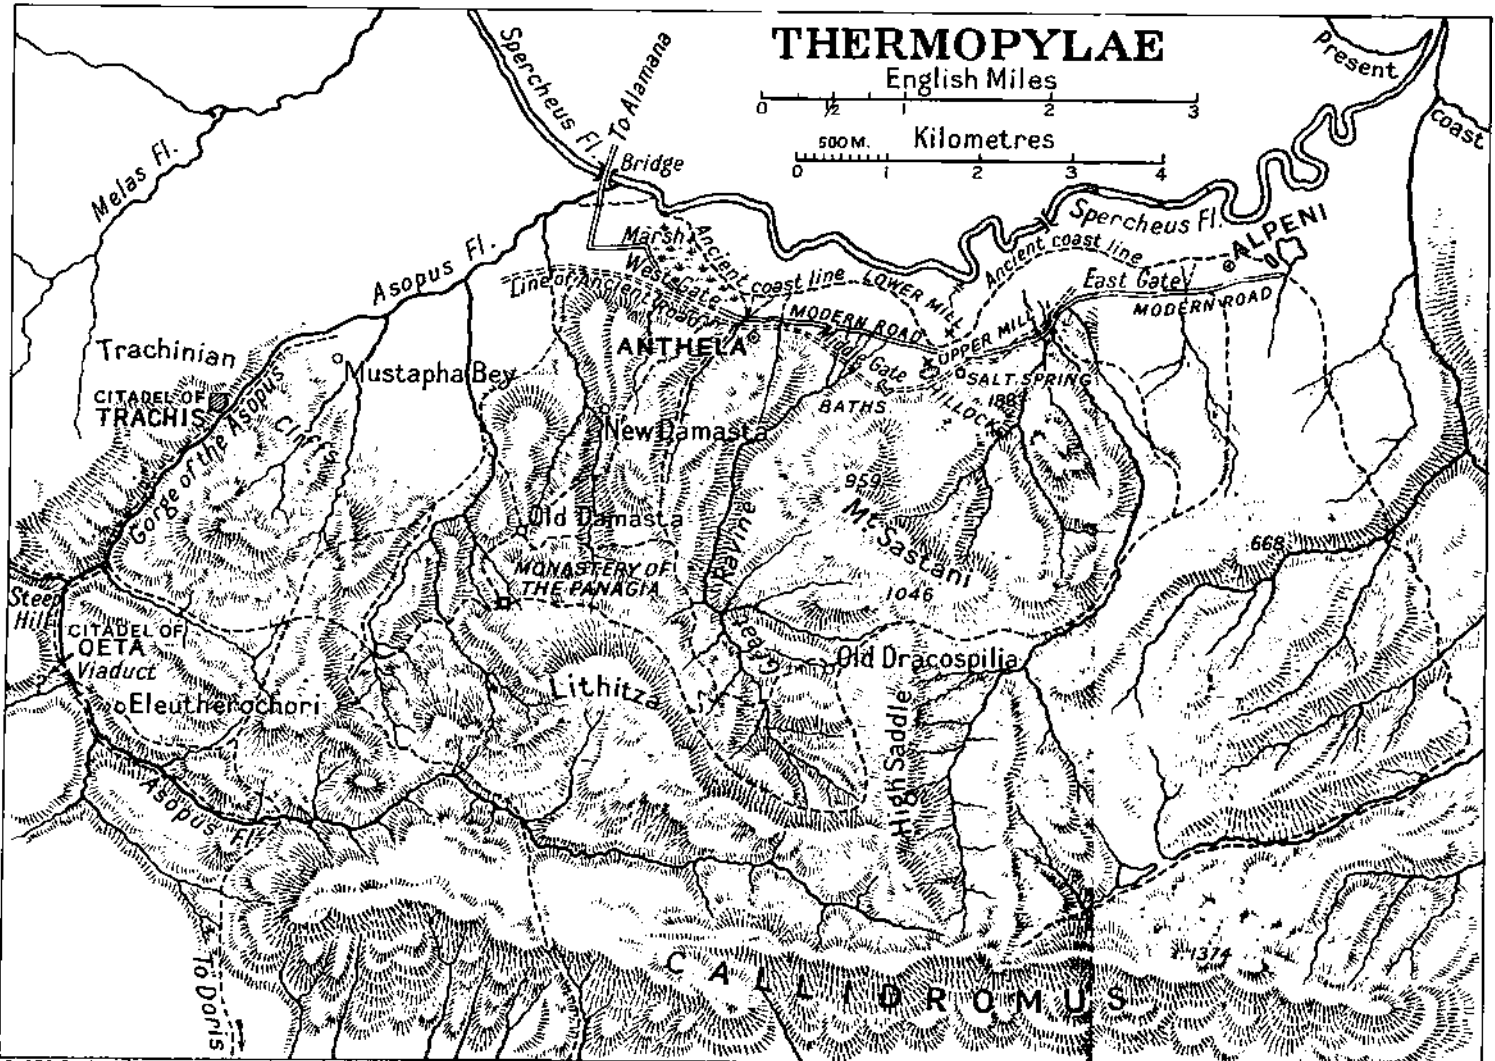 THERMOPYLAE
English Miles
0 ½ 1 2 3
500 M. Kilometres
0 1 2 3 4
Present
coast
Spercheus Fl.
To Alamana
Bridge
Melas Fl.
Asopus Fl.
Spercheus Fl.
ALPENI
Marsh
Ancient coast line
Ancient coast line
West Gate
Line of Ancient Road
LOWER MILL
East Gate
MODERN ROAD
MODERN ROAD
ANTHELA
Middle Gate
UPPER MILL
Trachinian
Cliffs
Mustapha Bey
SALT SPRING
HILLOCKS
BATHS
CITADEL OF
TRACHIS
Gorge of the Asopus
New Damasta
959
Old Damasta
Mt. Sastani
668
Ravine
MONASTERY OF
THE PANAGIA
1046
Steep
Hill
CITADEL OF
OETA
Viaduct
Old Dracospilia
Eleutherochori
Lithitza
High Saddle
Asopus Fl.
1374
CALLIDROMUS
To Doris